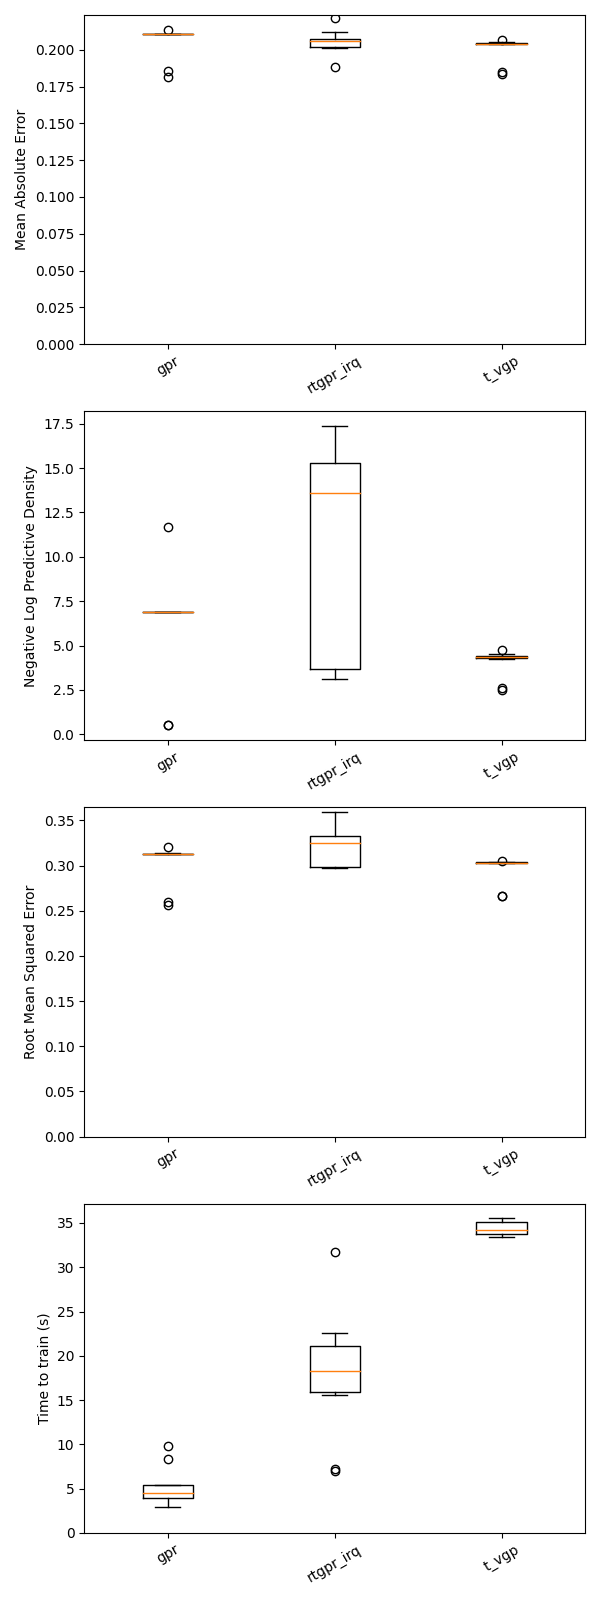 Mean Absolute Error
0.200
0.175
0.150
0.125
0.100
0.075
0.050
0.025
0.000
gpr
rtgpr_irq
t_vgp
Negative Log Predictive Density
17.5
15.0
12.5
10.0
7.5
5.0
2.5
0.0
gpr
rtgpr_irq
t_vgp
Root Mean Squared Error
0.35
0.30
0.25
0.20
0.15
0.10
0.05
0.00
gpr
rtgpr_irq
t_vgp
Time to train (s)
35
30
25
20
15
10
5
0
gpr
rtgpr_irq
t_vgp